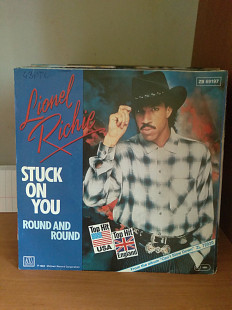 Lionel
Richie
STUCK
ON
YOU
ROUND AND
ROUND
Top Hit
USA
Top Hit
England